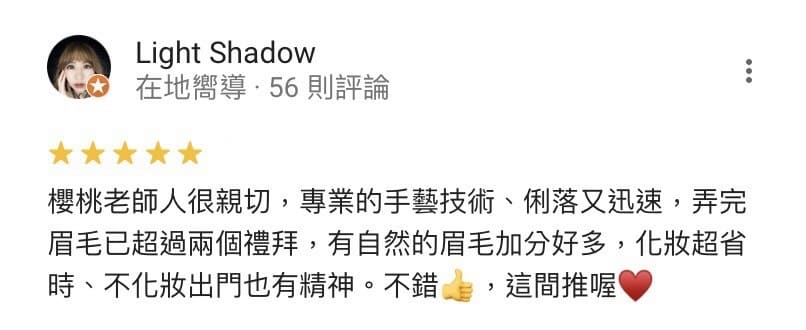 Light Shadow
在地嚮導 · 56 則評論
櫻桃老師人很親切，專業的手藝技術、俐落又迅速，弄完
眉毛已超過兩個禮拜，有自然的眉毛加分好多，化妝超省
時、不化妝出門也有精神。不錯👍，這間推喔♥️